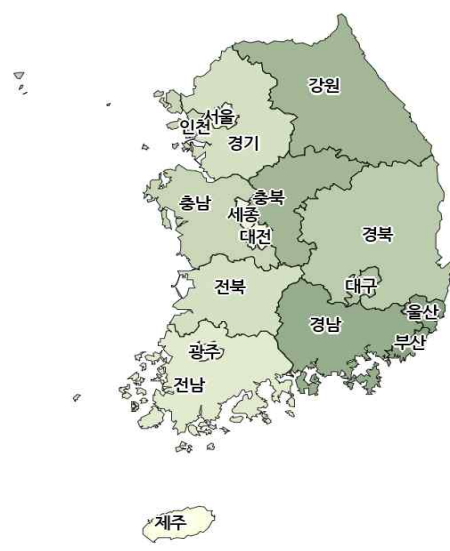 강원
서울
인천
경기
충남
충북
세종
대전
경북
전북
대구
울산
경남
부산
광주
전남
제주